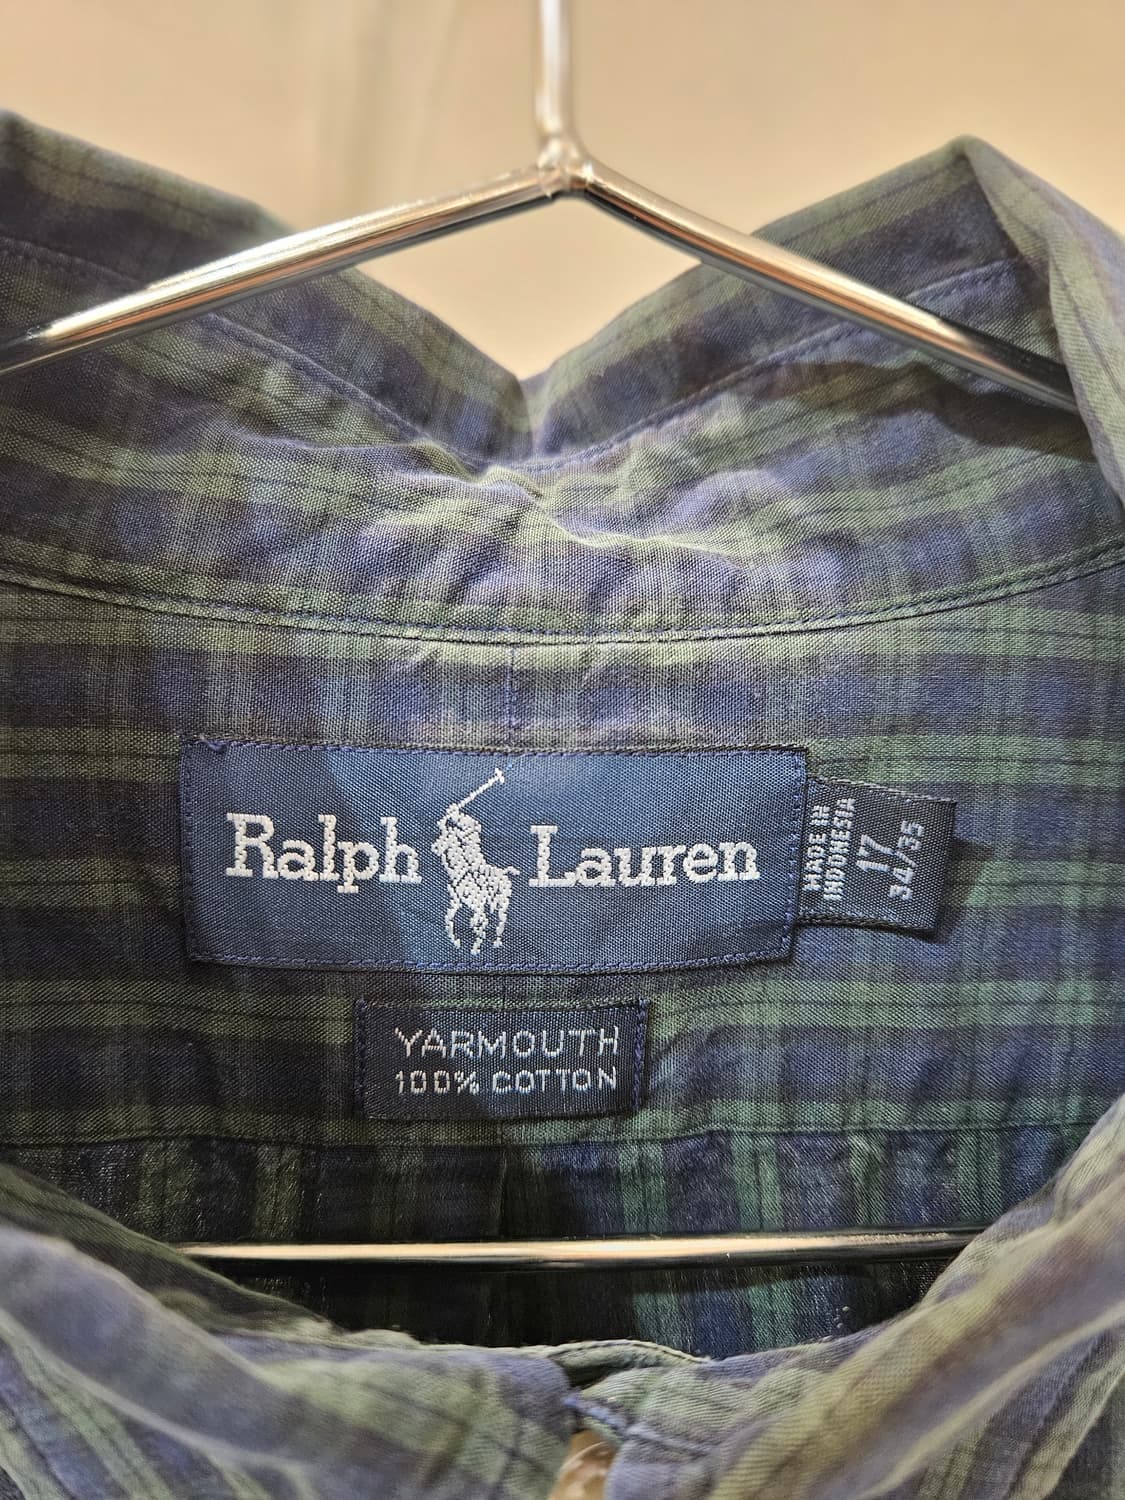 Ralph Lauren
MADE IN
INDONESIA
17
34/35
YARMOUTH
100% COTTON